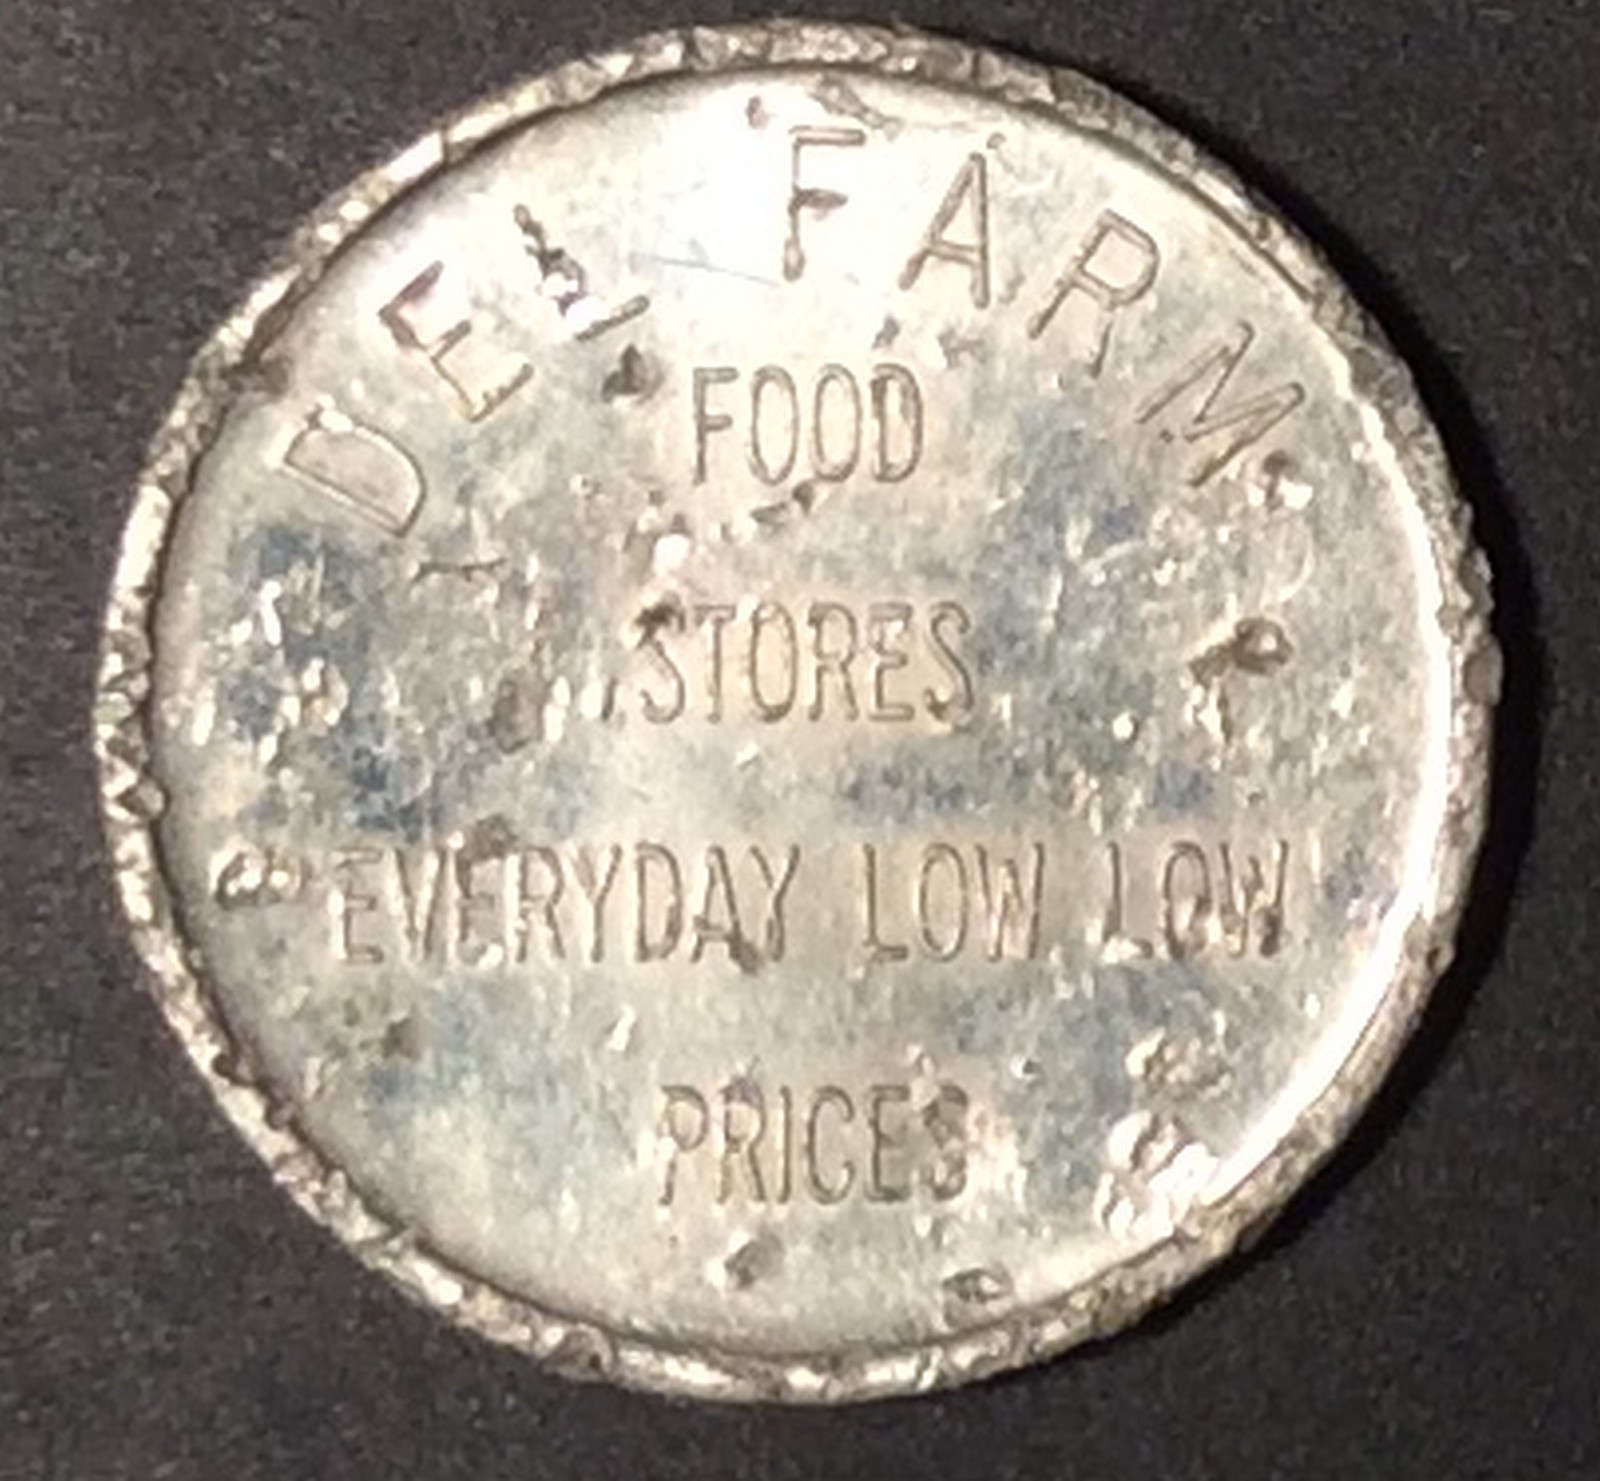 DEL FARM
FOOD
STORES
EVERYDAY LOW LOW
PRICES